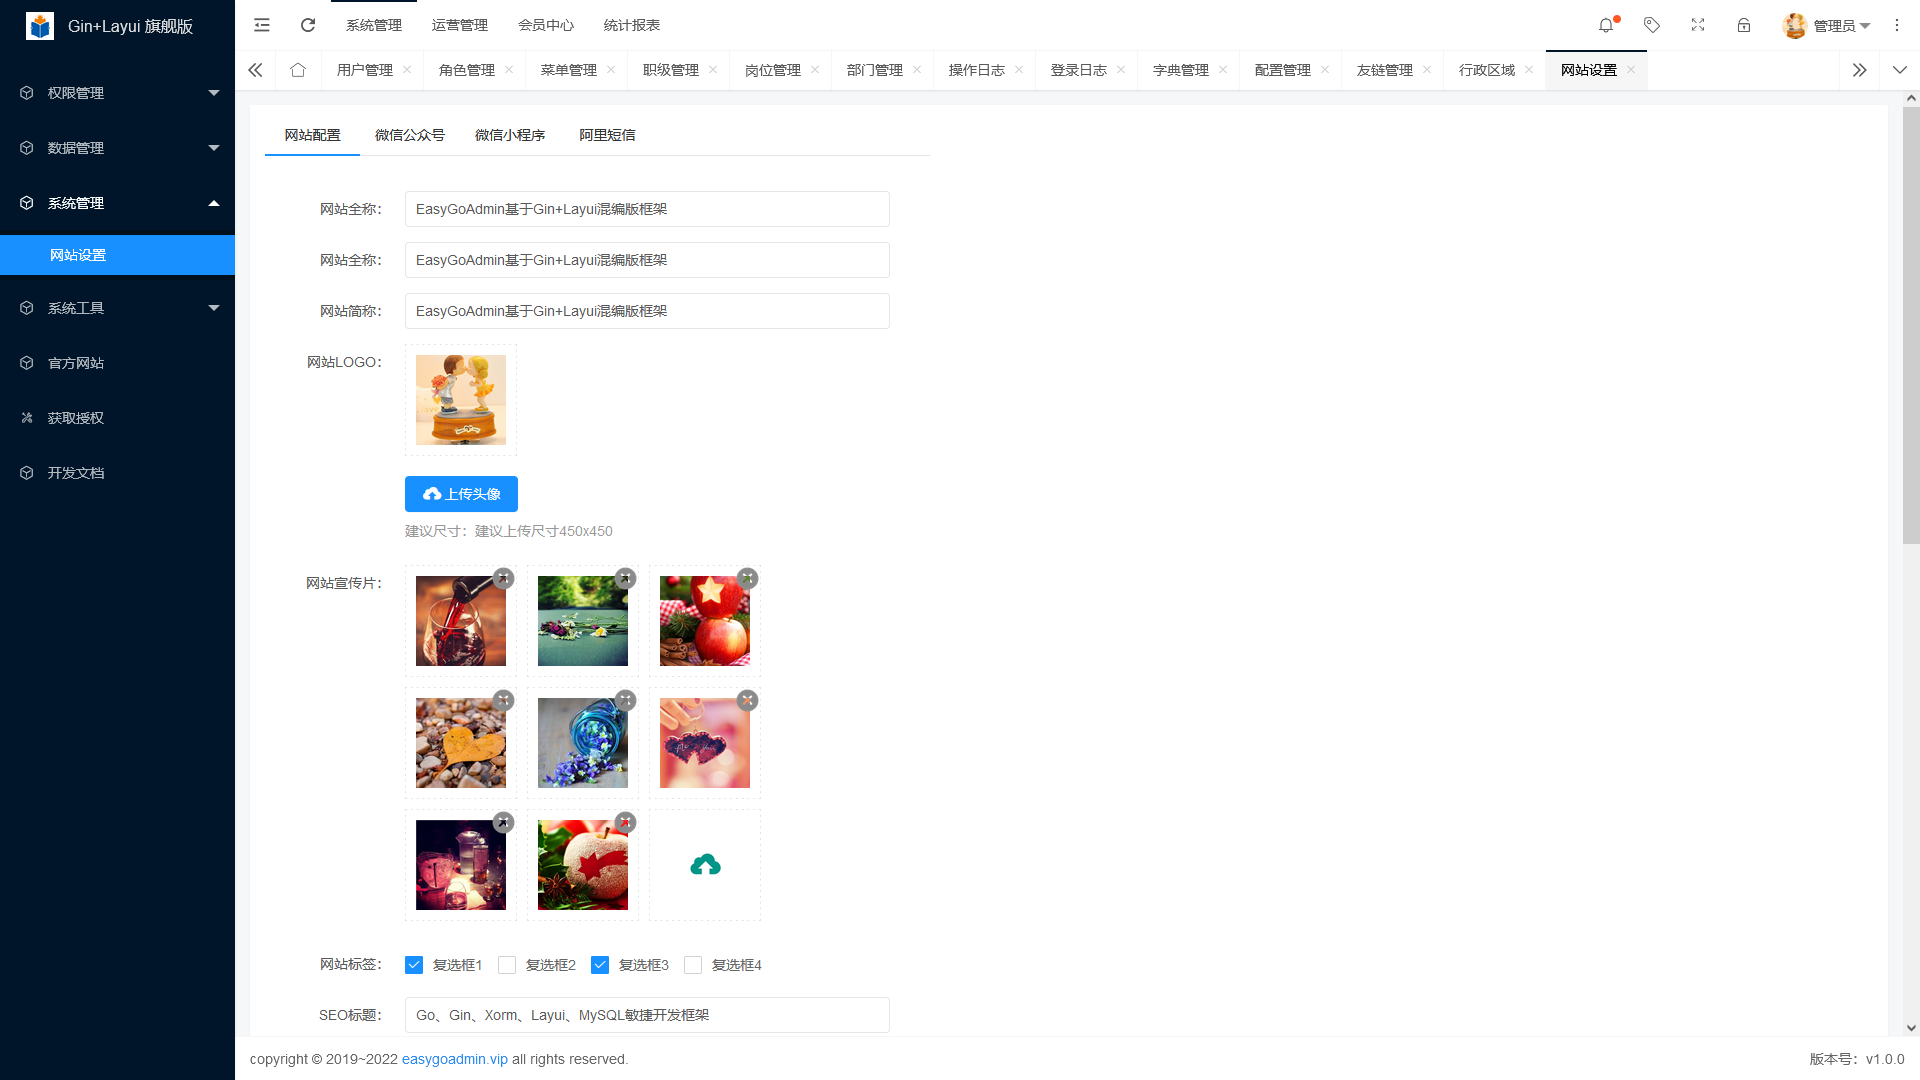 Gin+Layui 旗舰版
系统管理 运营管理 会员中心 统计报表
管理员
用户管理 角色管理 菜单管理 职级管理 岗位管理 部门管理 操作日志 登录日志 字典管理 配置管理 友链管理 行政区域 网站设置
权限管理
数据管理
系统管理
网站设置
系统工具
官方网站
获取授权
开发文档
网站配置 微信公众号 微信小程序 阿里短信
网站全称： EasyGoAdmin基于Gin+Layui混编版框架
网站全称： EasyGoAdmin基于Gin+Layui混编版框架
网站简称： EasyGoAdmin基于Gin+Layui混编版框架
网站LOGO：
上传头像
建议尺寸：建议上传尺寸450x450
网站宣传片：
网站标签： 复选框1 复选框2 复选框3 复选框4
SEO标题： Go、Gin、Xorm、Layui、MySQL敏捷开发框架
copyright © 2019~2022 easygoadmin.vip all rights reserved.
版本号：v1.0.0